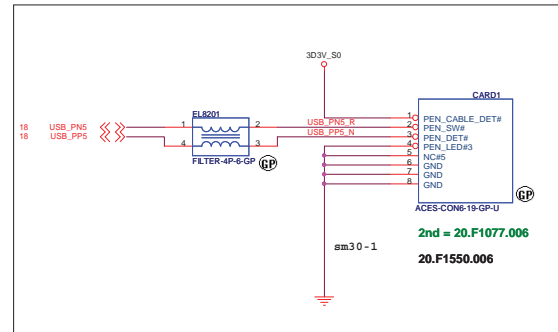 3D3V_S0
CARD1
EL8201
18 USB_PN5
18 USB_PP5
1 2
4 3
USB_PN5_R
USB_PP5_N
FILTER-4P-6-GP
GP
1 PEN_CABLE_DET#
2 PEN_SW#
3 PEN_DET#
4 PEN_LED#3
5 NC#5
6 GND
7 GND
8 GND
GP
ACES-CON6-19-GP-U
2nd = 20.F1077.006
sm30-1
20.F1550.006